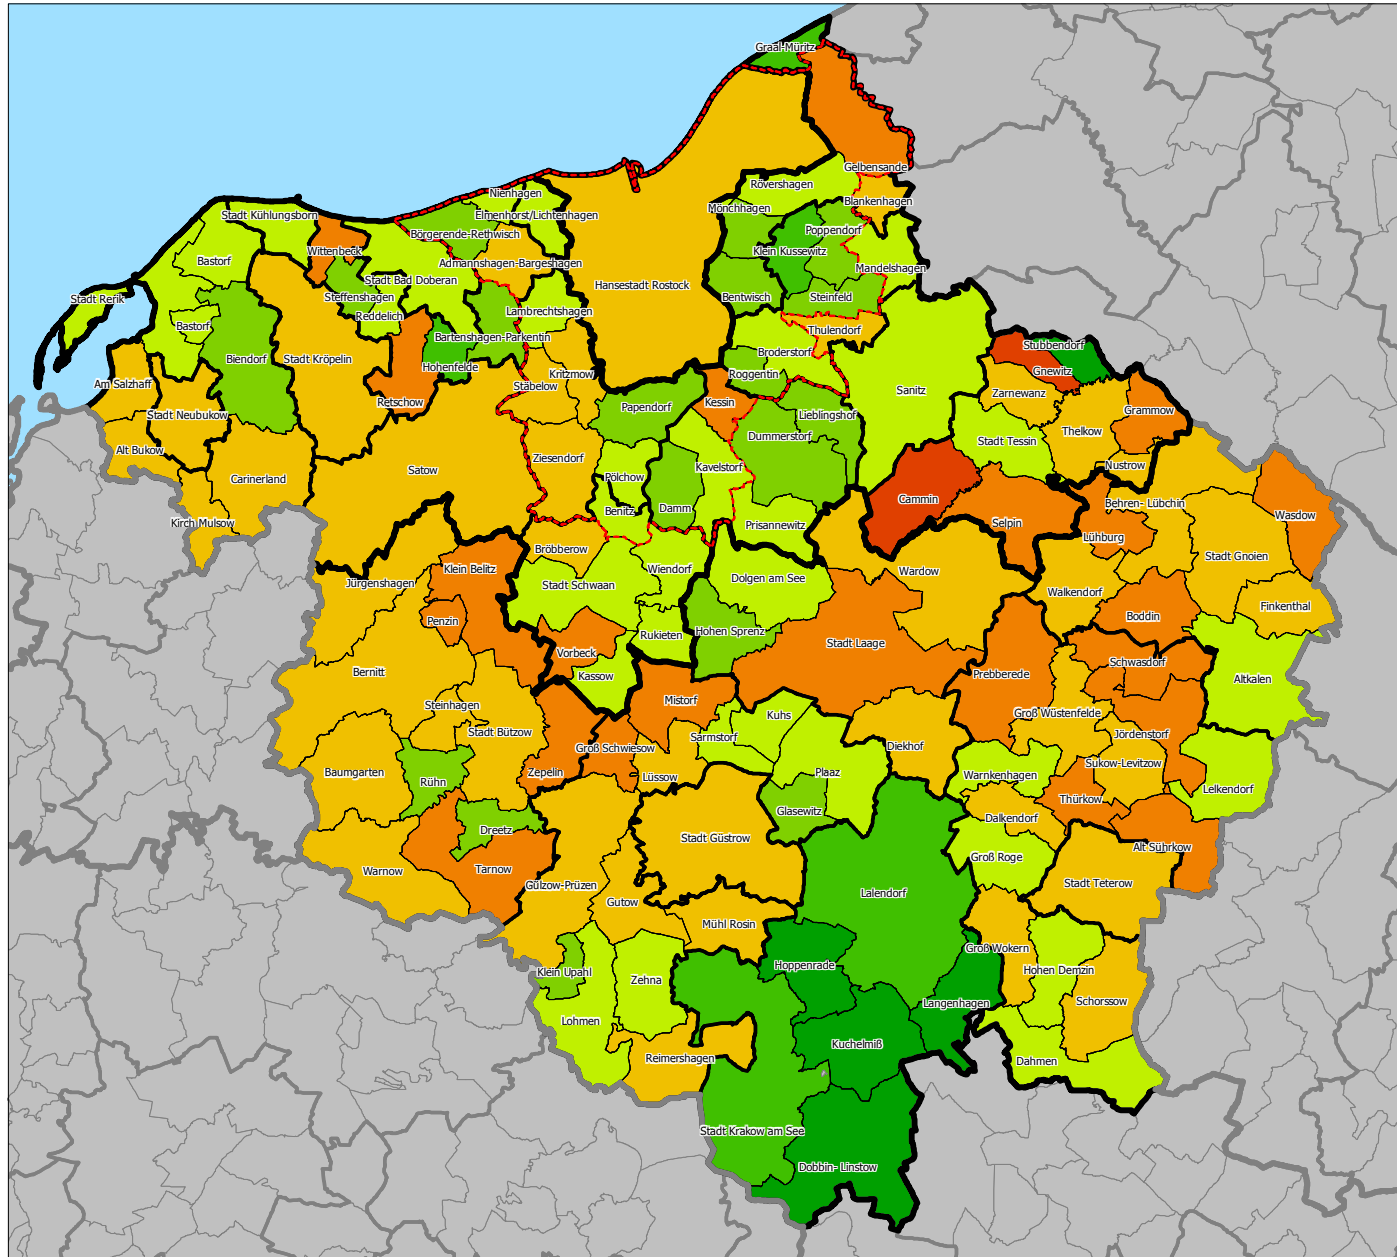 Graal-Müritz
Gelbensande
Rövershagen
Nienhagen
Blankenhagen
Mönchhagen
Stadt Kühlungsborn
Elmenhorst/Lichtenhagen
Poppendorf
Börgerende-Rethwisch
Wittenbeck
Klein Kussewitz
Bastorf
Admannshagen-Bargeshagen
Mandelshagen
Stadt Bad Doberan
Hansestadt Rostock
Stadt Rerik
Steffenshagen
Bentwisch
Steinfeld
Reddelich
Lambrechtshagen
Bastorf
Thulendorf
Bartenshagen-Parkentin
Stubbendorf
Broderstorf
Biendorf
Stadt Kröpelin
Hohenfelde
Gnewitz
Kritzmow
Roggentin
Am Salzhaff
Stäbelow
Sanitz
Zarnewanz
Retschow
Kessin
Papendorf
Grammow
Stadt Neubukow
Lieblingshof
Thelkow
Dummerstorf
Stadt Tessin
Alt Bukow
Ziesendorf
Nustrow
Satow
Kavelstorf
Carinerland
Pölchow
Cammin
Behren- Lübchin
Damm
Benitz
Wasdow
Kirch Mulsow
Prisannewitz
Selpin
Lühburg
Bröbberow
Stadt Gnoien
Klein Belitz
Wiendorf
Wardow
Jürgenshagen
Stadt Schwaan
Dolgen am See
Walkendorf
Finkenthal
Boddin
Penzin
Hohen Sprenz
Rukieten
Stadt Laage
Vorbeck
Schwasdorf
Bernitt
Kassow
Prebberede
Altkalen
Mistorf
Steinhagen
Groß Wüstenfelde
Kuhs
Stadt Bützow
Jördenstorf
Sarmstorf
Groß Schwiesow
Diekhof
Sukow-Levitzow
Baumgarten
Zepelin
Plaaz
Warnkenhagen
Lüssow
Rühn
Lelkendorf
Thürkow
Glasewitz
Dalkendorf
Dreetz
Stadt Güstrow
Alt Sührkow
Groß Roge
Warnow
Tarnow
Stadt Teterow
Gülzow-Prüzen
Lalendorf
Gutow
Mühl Rosin
Groß Wokern
Hoppenrade
Klein Upahl
Hohen Demzin
Zehna
Schorssow
Langenhagen
Lohmen
Kuchelmiß
Reimershagen
Dahmen
Stadt Krakow am See
Dobbin- Linstow